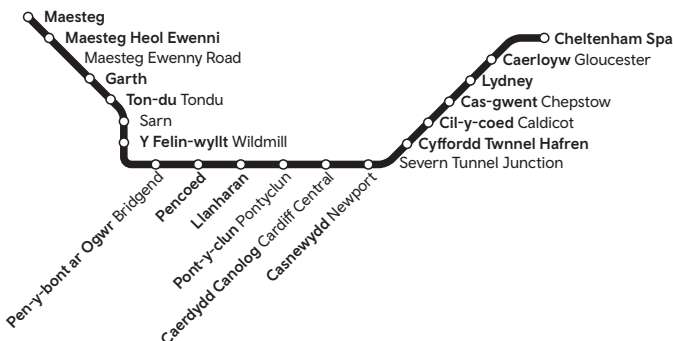 Maesteg
Maesteg Heol Ewenni
Maesteg Ewenny Road
Garth
Ton-du Tondu
Sarn
Y Felin-wyllt Wildmill
Pen-y-bont ar Ogwr Bridgend
Pencoed
Llanharan
Pont-y-clun Pontyclun
Caerdydd Canolog Cardiff Central
Casnewydd Newport
Cheltenham Spa
Caerloyw Gloucester
Lydney
Cas-gwent Chepstow
Cil-y-coed Caldicot
Cyffordd Twnnel Hafren
Severn Tunnel Junction